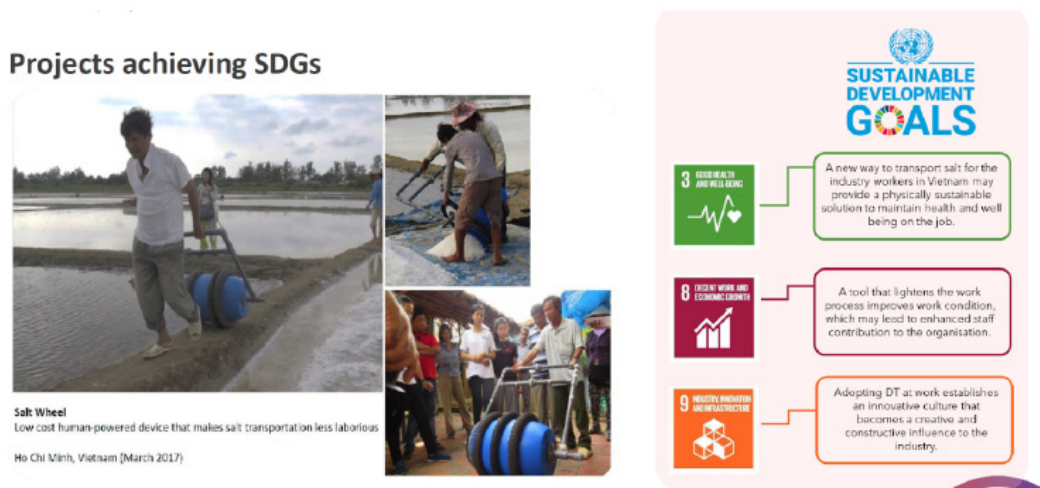 Projects achieving SDGs
Salt Wheel
Low cost human-powered device that makes salt transportation less laborious
Ho Chi Minh, Vietnam (March 2017)
SUSTAINABLE
DEVELOPMENT
GOALS
3 GOOD HEALTH
AND WELL-BEING
A new way to transport salt for the
industry workers in Vietnam may
provide a physically sustainable
solution to maintain health and well
being on the job.
8 DECENT WORK AND
ECONOMIC GROWTH
A tool that lightens the work
process improves work condition,
which may lead to enhanced staff
contribution to the organisation.
9 INDUSTRY, INNOVATION
AND INFRASTRUCTURE
Adopting DT at work establishes
an innovative culture that
becomes a creative and
constructive influence to the
industry.